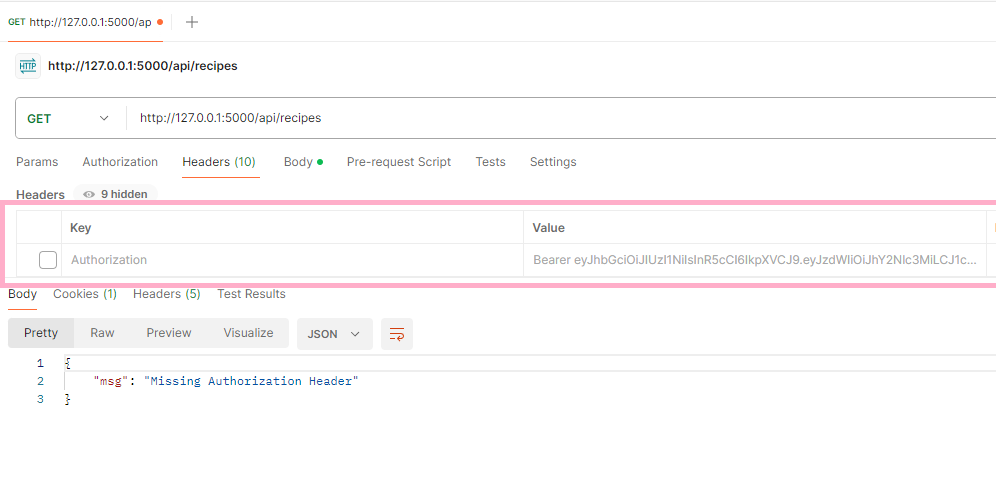 GET http://127.0.0.1:5000/ap
HTTP http://127.0.0.1:5000/api/recipes
GET http://127.0.0.1:5000/api/recipes
Params Authorization Headers (10) Body Pre-request Script Tests Settings
Headers 9 hidden
Key Value
Authorization Bearer eyJhbGciOiJIUzI1NiIsInR5cCI6IkpXVCJ9.eyJzdWIiOiJhY2Nlc3MiLCJ1c...
Body Cookies (1) Headers (5) Test Results
Pretty Raw Preview Visualize JSON
1 {
2 "msg": "Missing Authorization Header"
3 }